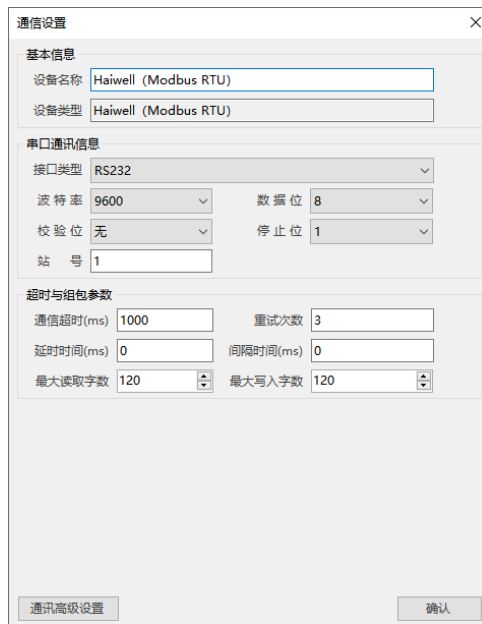 通信设置
基本信息
设备名称 Haiwell (Modbus RTU)
设备类型 Haiwell (Modbus RTU)
串口通讯信息
接口类型 RS232
波特率 9600 数据位 8
校验位 无 停止位 1
站 号 1
超时与组包参数
通信超时(ms) 1000 重试次数 3
延时时间(ms) 0 间隔时间(ms) 0
最大读取字数 120 最大写入字数 120
通讯高级设置 确认